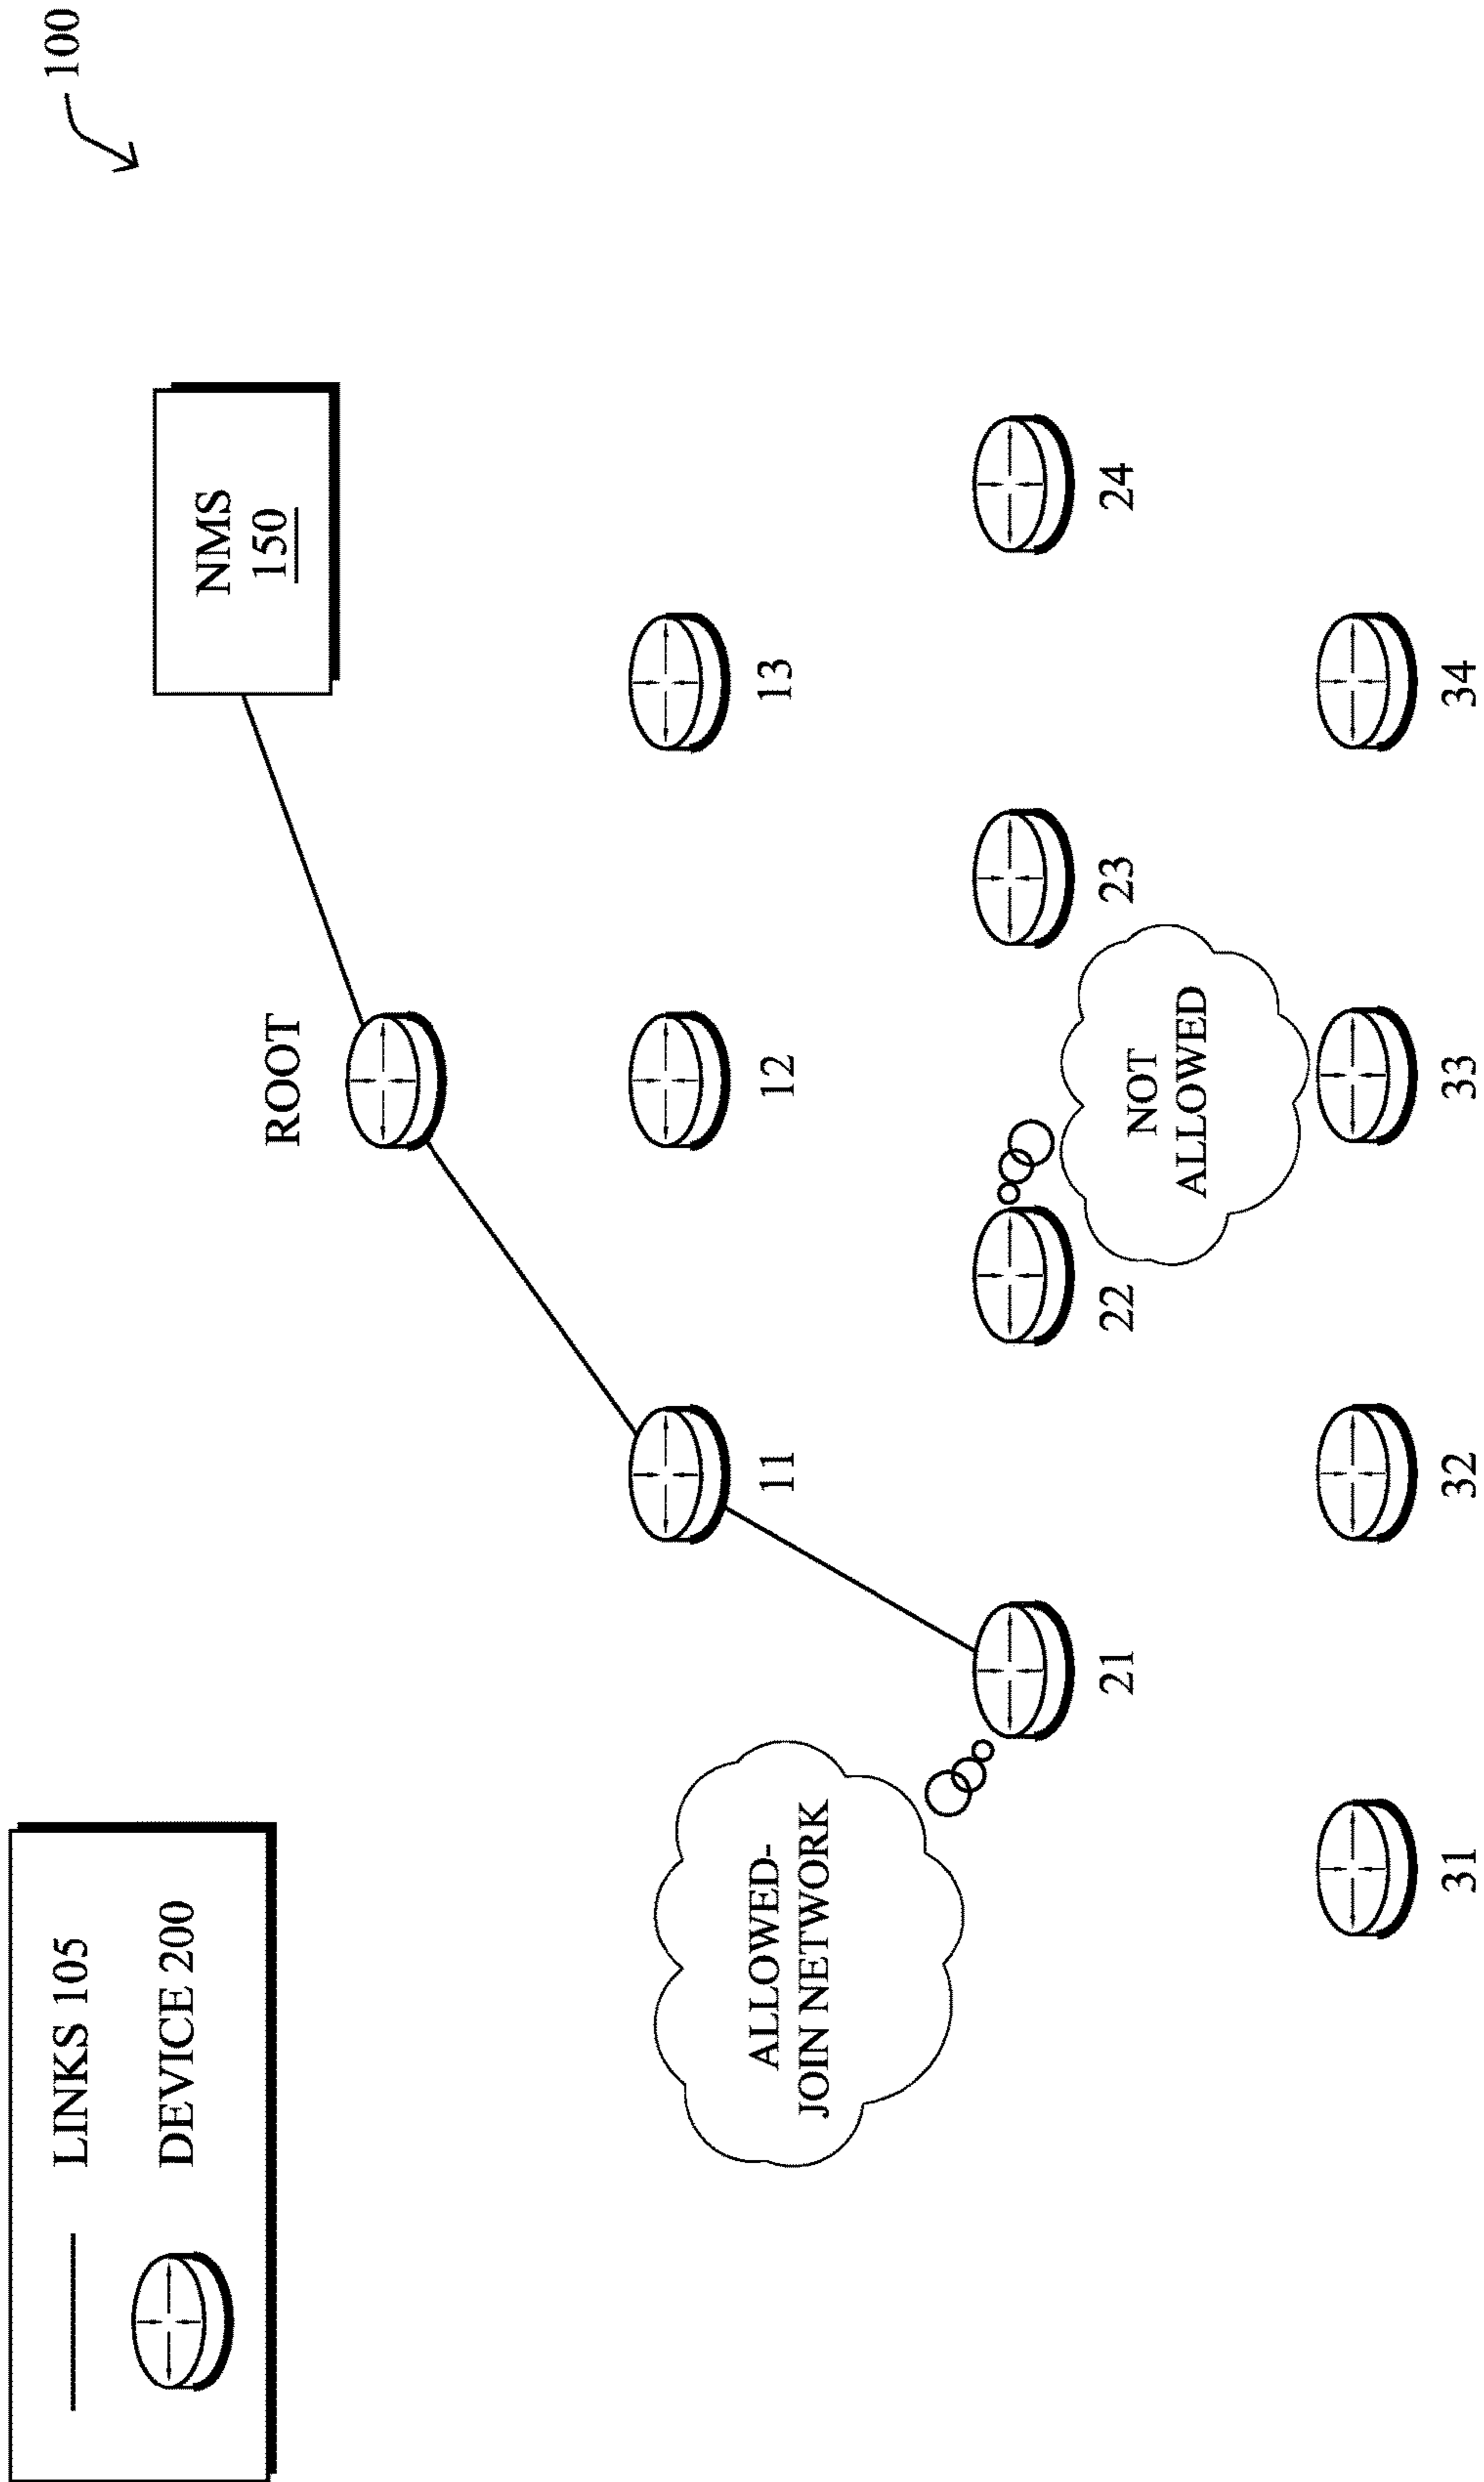 100
LINKS 105
DEVICE 200
NMS
150
ROOT
11
12
13
ALLOWED-
JOIN NETWORK
21
22
23
24
NOT
ALLOWED
31
32
33
34